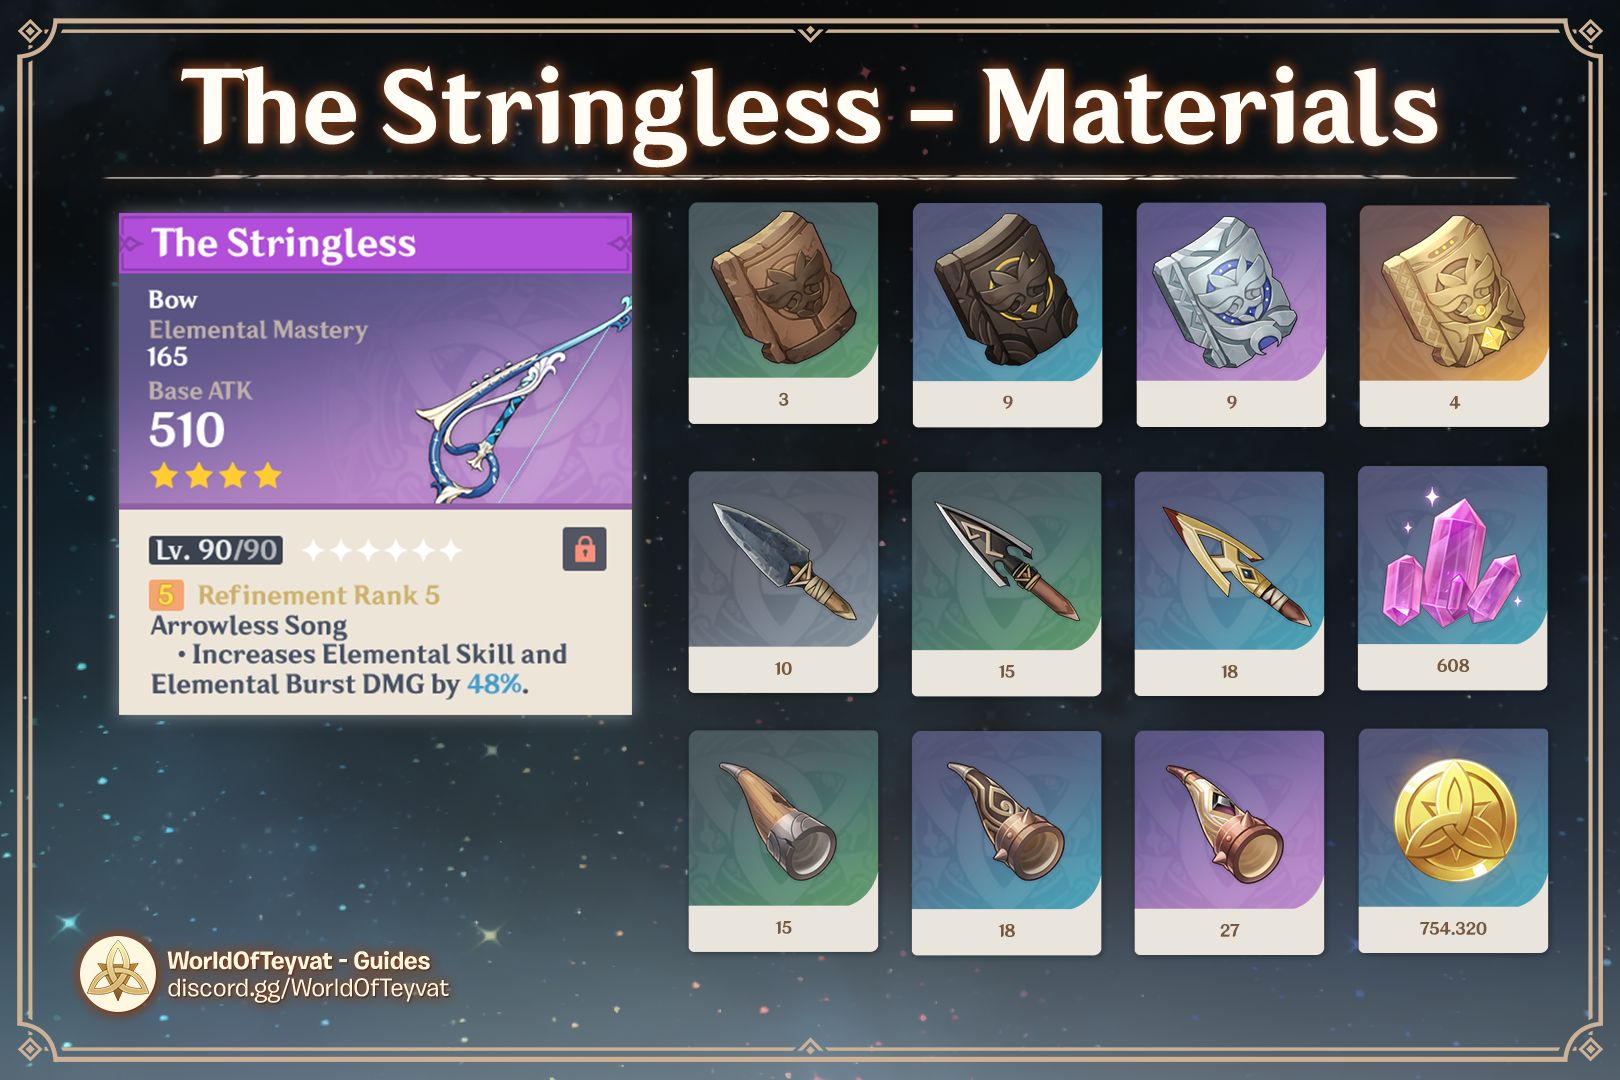 The Stringless – Materials
The Stringless
Bow
Elemental Mastery
165
Base ATK
510
Lv. 90/90
5 Refinement Rank 5
Arrowless Song
• Increases Elemental Skill and
Elemental Burst DMG by 48%.
3
9
9
4
10
15
18
608
15
18
27
754.320
WorldOfTeyvat - Guides
discord.gg/WorldOfTeyvat